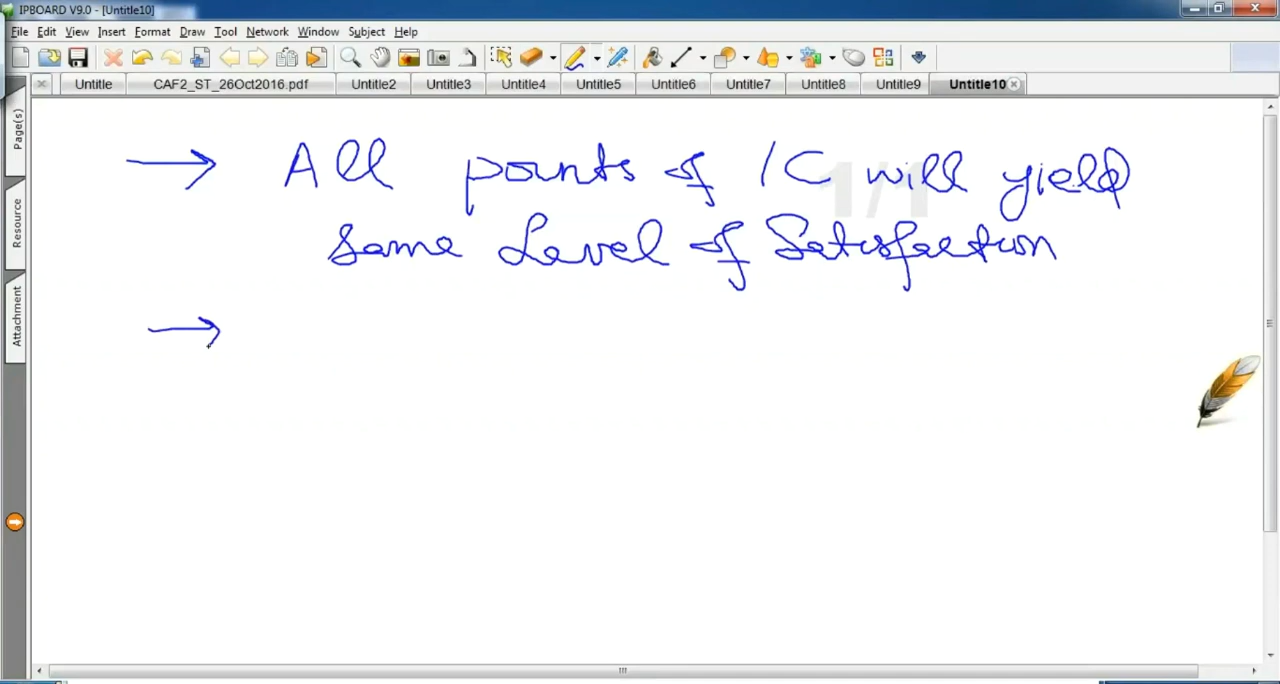 IPBOARD V9.0 - [Untitle10]
File Edit View Insert Format Draw Tool Network Window Subject Help
Untitle CAF2_ST_26Oct2016.pdf Untitle2 Untitle3 Untitle4 Untitle5 Untitle6 Untitle7 Untitle8 Untitle9 Untitle10
Page(s)
Resource
Attachment
1/1
→ All points of IC will yield
same Level of Satisfaction
→